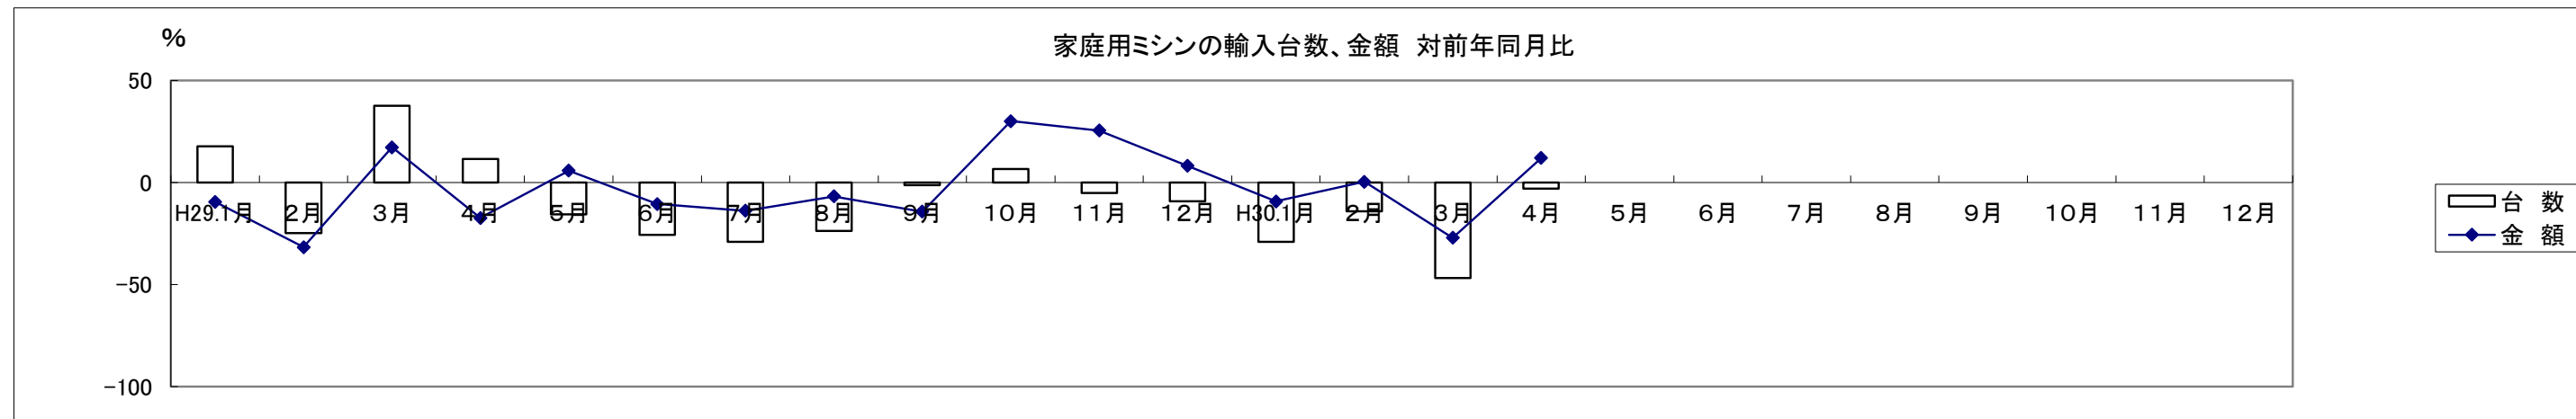 ％
家庭用ミシンの輸入台数、金額 対前年同月比
50
0
-50
-100
H29.1月 2月 3月 4月 5月 6月 7月 8月 9月 10月 11月 12月 H30.1月 2月 3月 4月 5月 6月 7月 8月 9月 10月 11月 12月
台 数
金 額